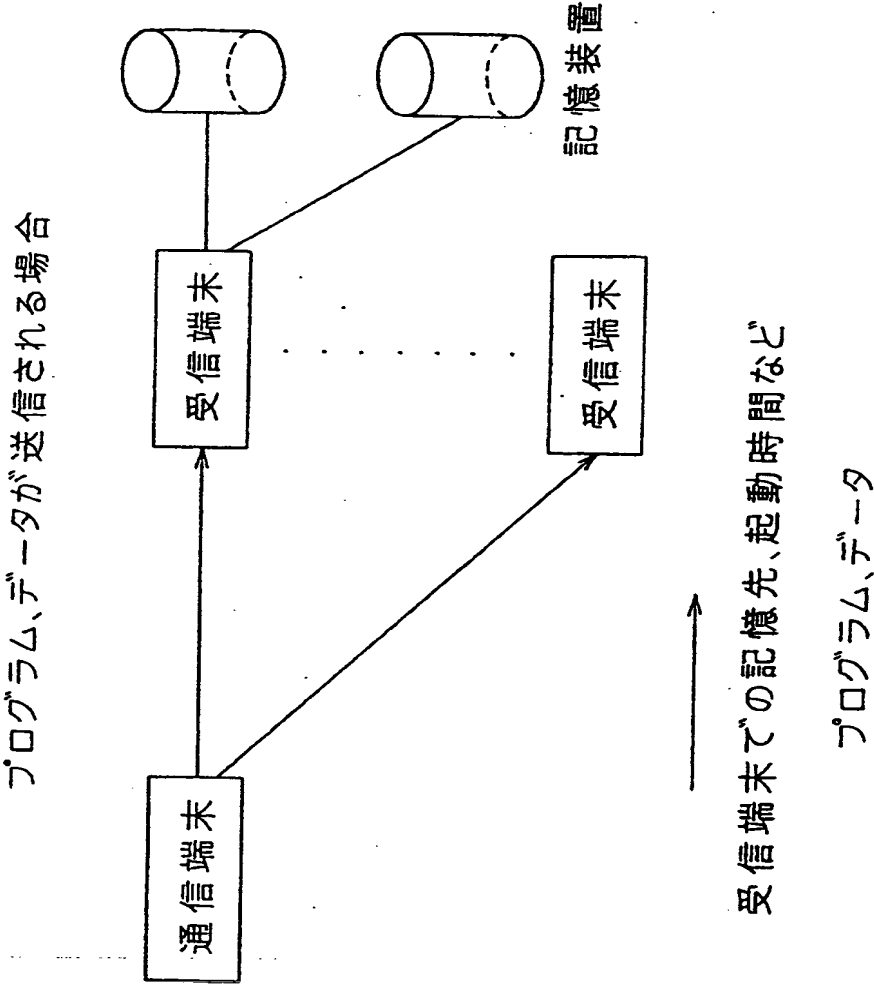 プログラム、データが送信される場合
通信端末
受信端末
受信端末
記憶装置
受信端末での記憶先、起動時間など
プログラム、データ